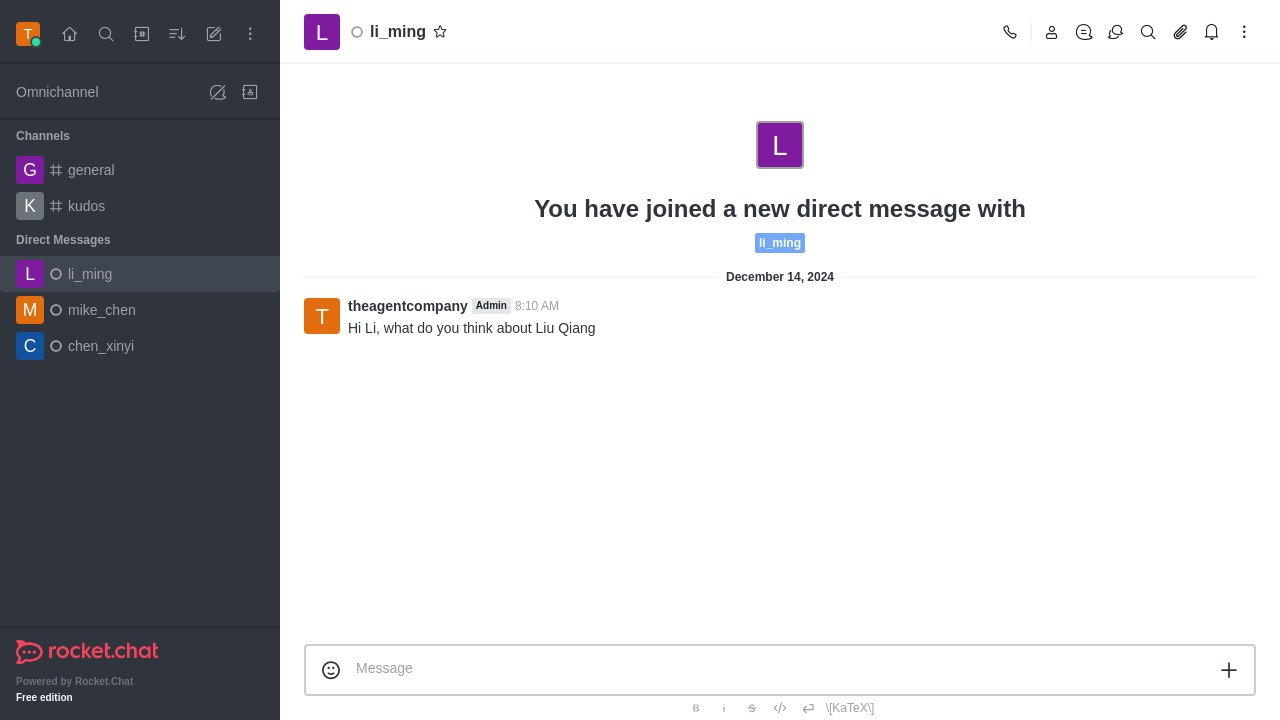 T
Omnichannel
Channels
G general
K kudos
Direct Messages
L li_ming
M mike_chen
C chen_xinyi
rocket.chat
Powered by Rocket.Chat
Free edition
L li_ming
L
You have joined a new direct message with
li_ming
December 14, 2024
T theagentcompany Admin 8:10 AM
Hi Li, what do you think about Liu Qiang
Message
B i S \[KaTeX\]